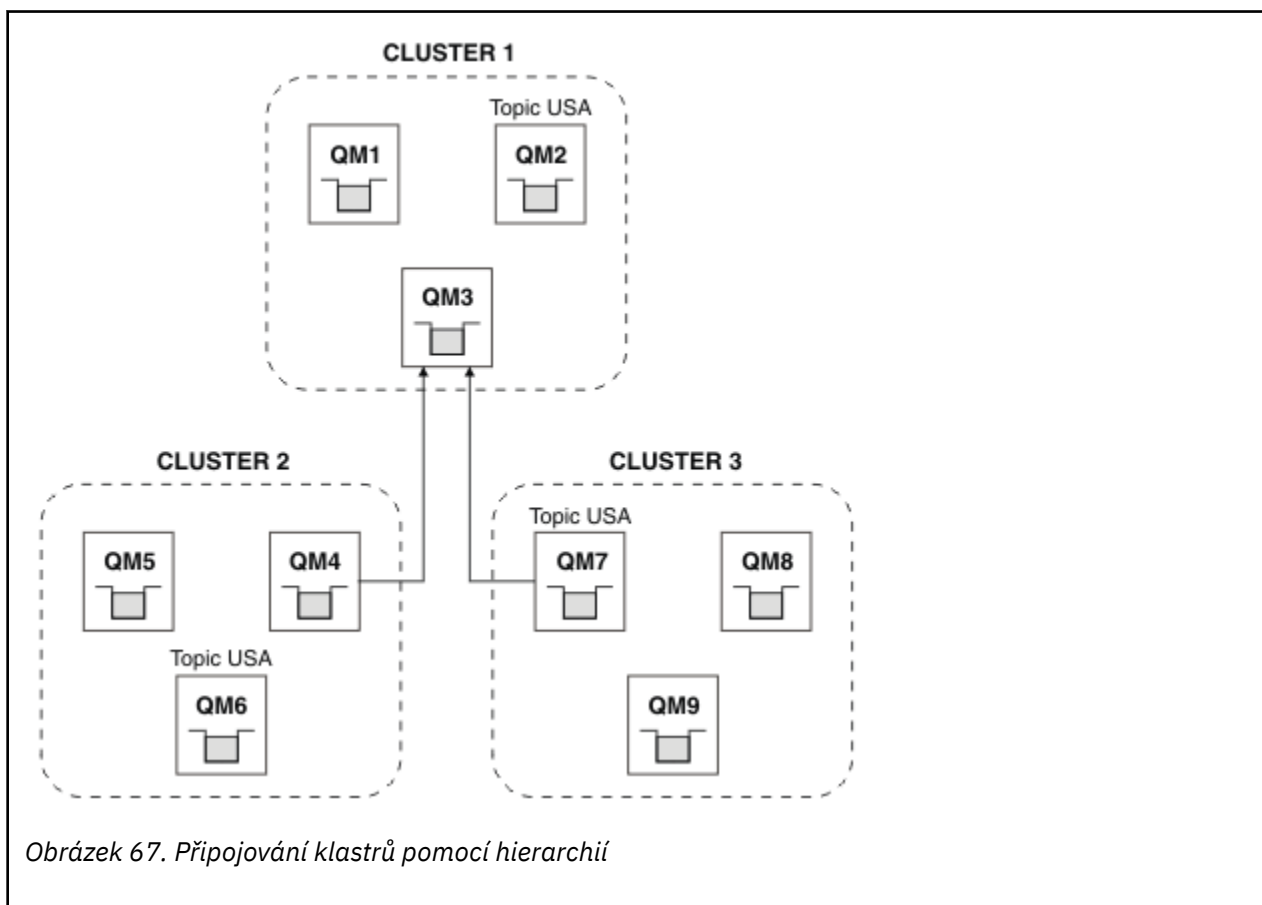 CLUSTER 1
Topic USA
QM1
QM2
QM3
CLUSTER 2
CLUSTER 3
Topic USA
QM5
QM4
QM7
QM8
Topic USA
QM6
QM9
Obrázek 67. Připojování klastrů pomocí hierarchií